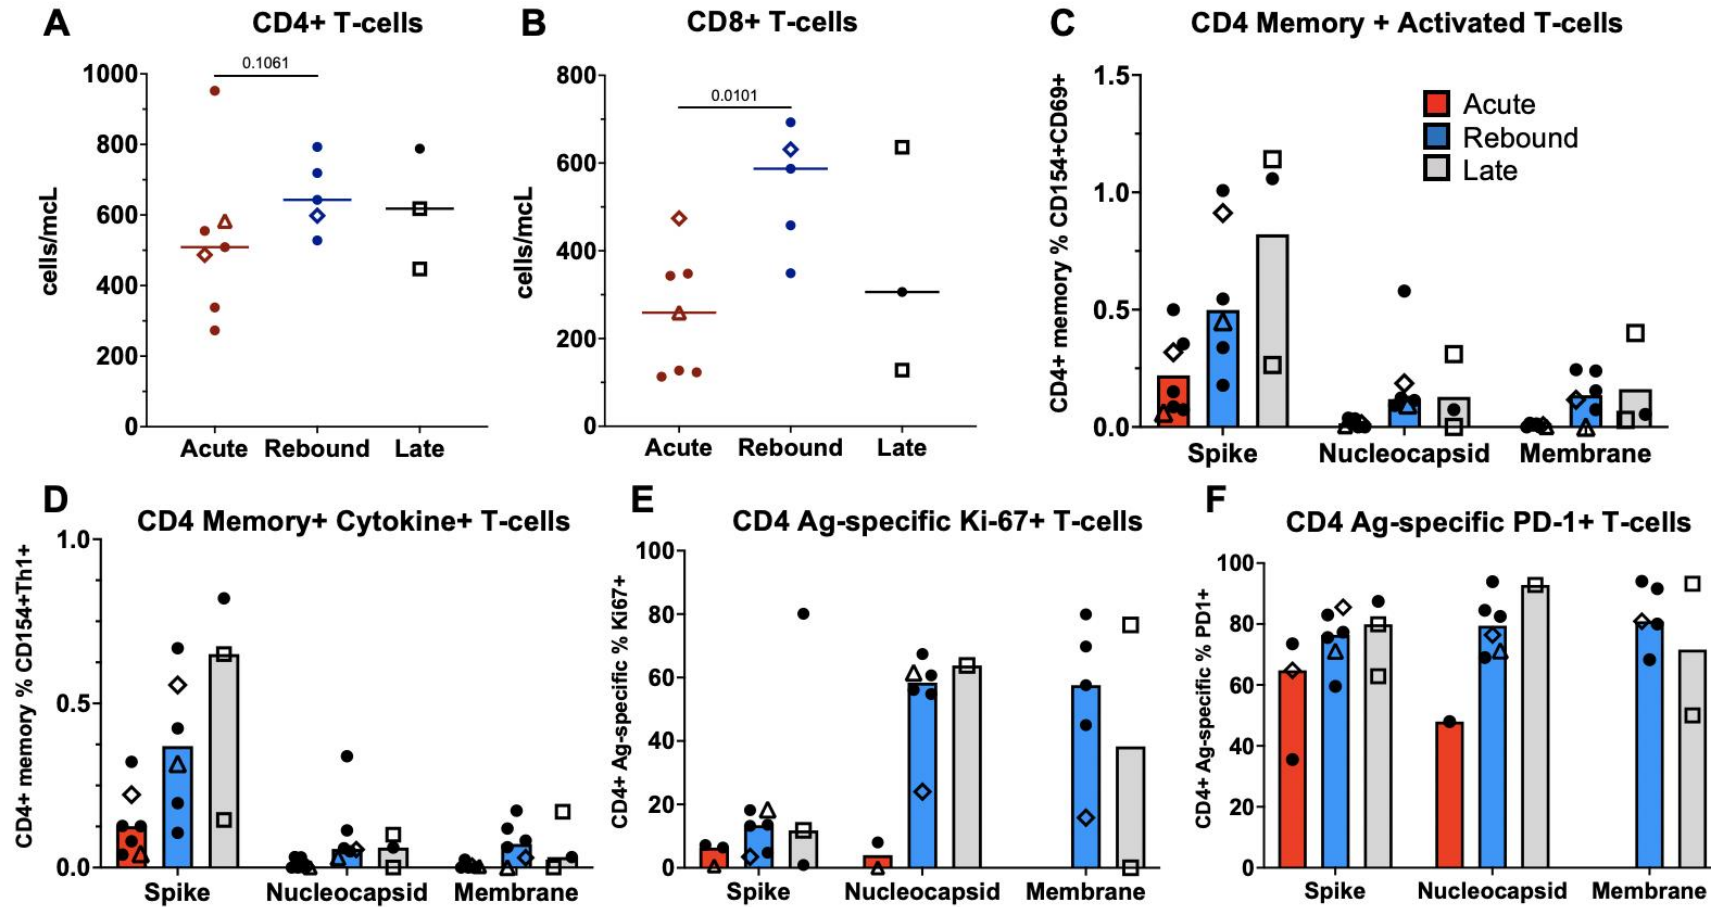 A
CD4+ T-cells
0.1061
1000
800
600
400
200
0
cells/mcL
Acute Rebound Late
B
CD8+ T-cells
0.0101
800
600
400
200
0
cells/mcL
Acute Rebound Late
C
CD4 Memory + Activated T-cells
1.5
1.0
0.5
0.0
CD4+ memory % CD154+CD69+
Acute
Rebound
Late
Spike Nucleocapsid Membrane
D
CD4 Memory+ Cytokine+ T-cells
1.0
0.5
0.0
CD4+ memory % CD154+Th1+
Spike Nucleocapsid Membrane
E
CD4 Ag-specific Ki-67+ T-cells
100
80
60
40
20
0
CD4+ Ag-specific % Ki67+
Spike Nucleocapsid Membrane
F
CD4 Ag-specific PD-1+ T-cells
100
80
60
40
20
0
CD4+ Ag-specific % PD1+
Spike Nucleocapsid Membrane